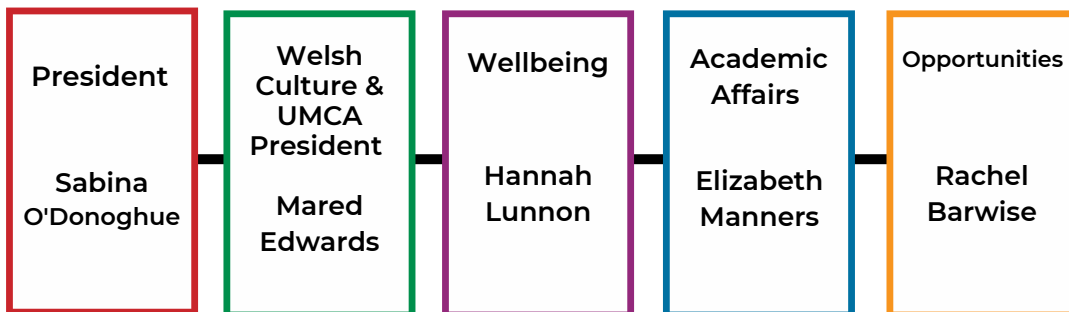 President
Sabina
O'Donoghue
Welsh
Culture &
UMCA
President
Mared
Edwards
Wellbeing
Hannah
Lunnon
Academic
Affairs
Elizabeth
Manners
Opportunities
Rachel
Barwise